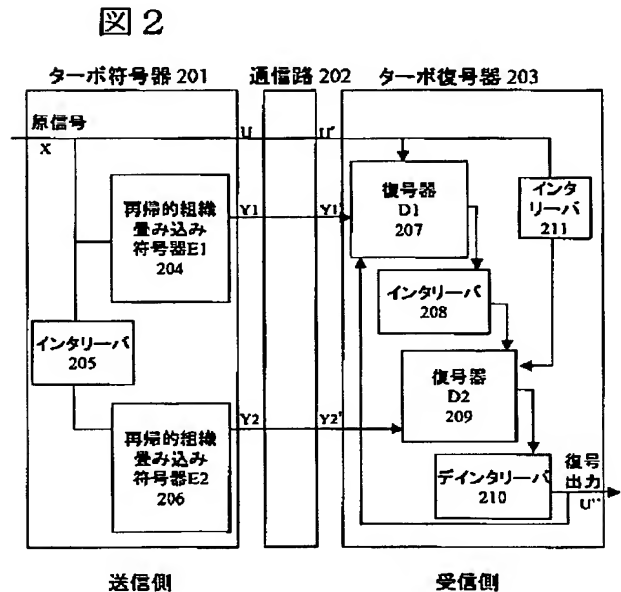 図2
ターボ符号器 201
通信路 202
ターボ復号器 203
原信号
X
U
U'
再帰的組織
畳み込み
符号器E1
204
Y1
Y1'
復号器
D1
207
インタ
リーバ
211
インタリーバ
208
インタリーバ
205
復号器
D2
209
再帰的組織
畳み込み
符号器E2
206
Y2
Y2'
デインタリーバ
210
復号
出力
U''
送信側
受信側